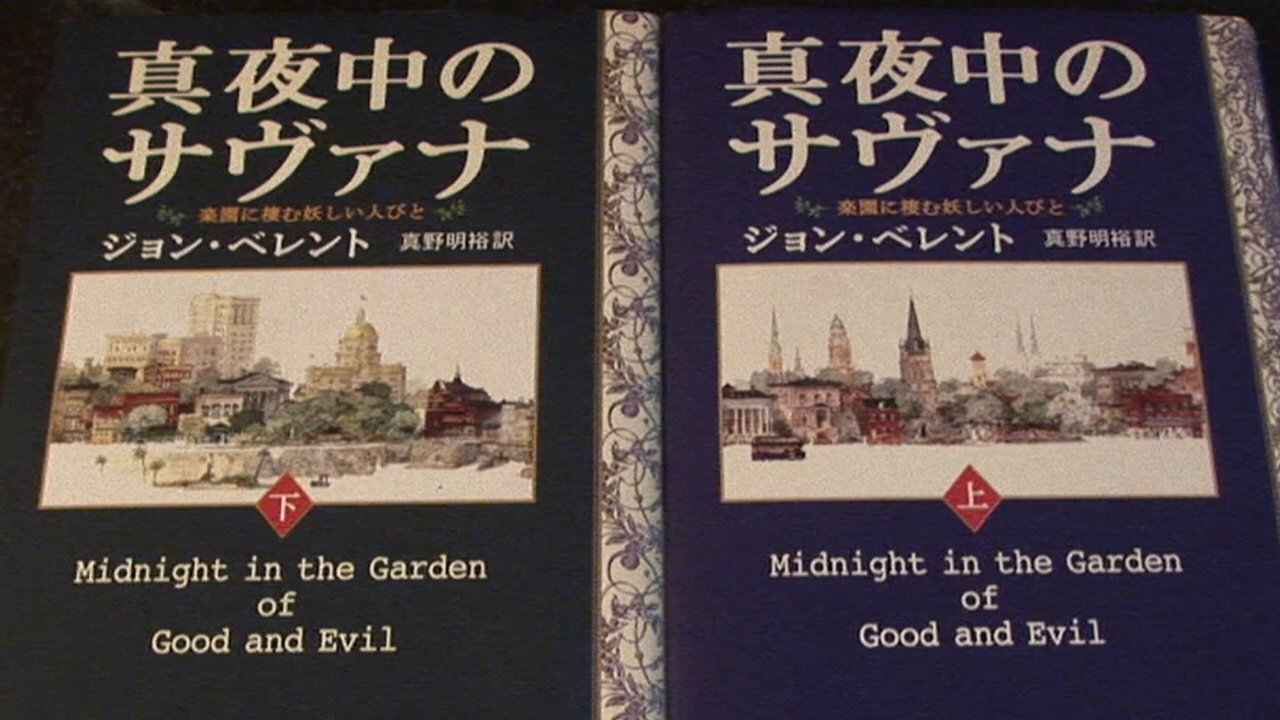 真夜中の
サヴァナ
楽園に棲む妖しい人びと
ジョン・ベレント 真野明裕訳
下
Midnight in the Garden
of
Good and Evil
真夜中の
サヴァナ
楽園に棲む妖しい人びと
ジョン・ベレント 真野明裕訳
上
Midnight in the Garden
of
Good and Evil